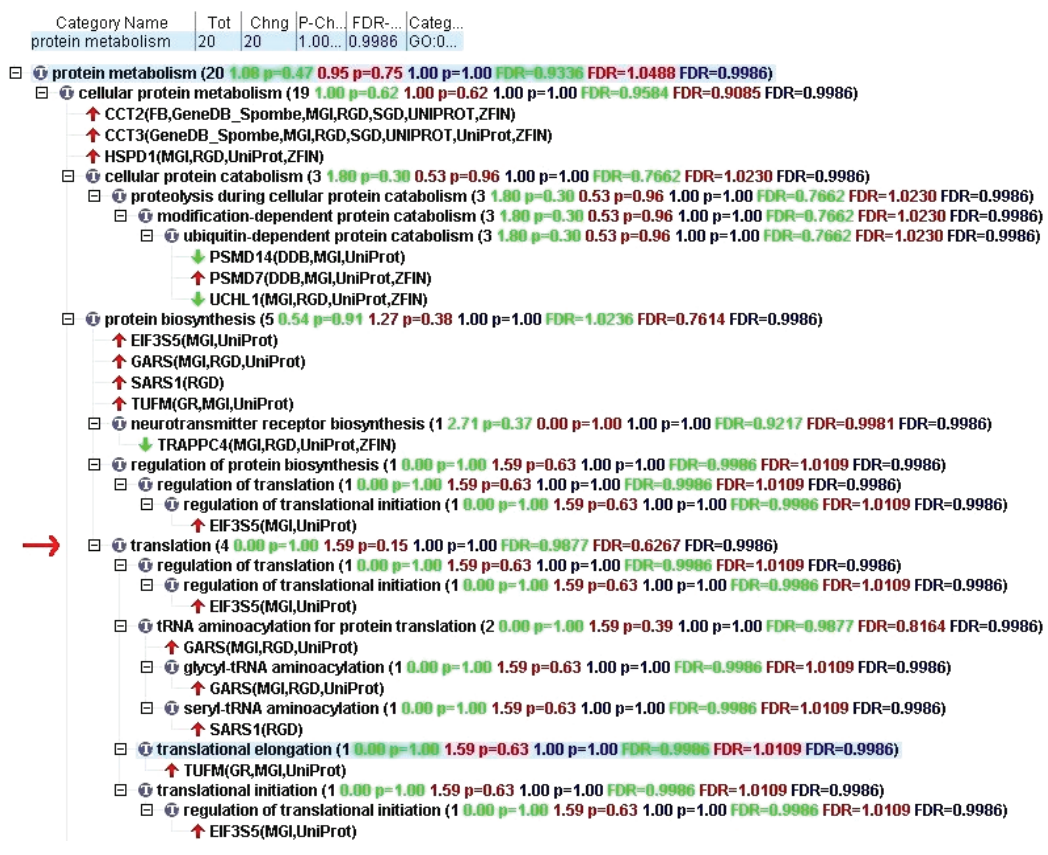 Category Name Tot Chng P-Ch... FDR-... Categ...
protein metabolism 20 20 1.00... 0.9986 GO:0...
protein metabolism (20 1.08 p=0.47 0.95 p=0.75 1.00 p=1.00 FDR=0.9336 FDR=1.0488 FDR=0.9986)
cellular protein metabolism (19 1.00 p=0.62 1.00 p=0.62 1.00 p=1.00 FDR=0.9584 FDR=0.9085 FDR=0.9986)
CCT2(FB,GeneDB_Spombe,MGI,RGD,SGD,UNIPROT,ZFIN)
CCT3(GeneDB_Spombe,MGI,RGD,SGD,UNIPROT,UniProt,ZFIN)
HSPD1(MGI,RGD,UniProt,ZFIN)
cellular protein catabolism (3 1.80 p=0.30 0.53 p=0.96 1.00 p=1.00 FDR=0.7662 FDR=1.0230 FDR=0.9986)
proteolysis during cellular protein catabolism (3 1.80 p=0.30 0.53 p=0.96 1.00 p=1.00 FDR=0.7662 FDR=1.0230 FDR=0.9986)
modification-dependent protein catabolism (3 1.80 p=0.30 0.53 p=0.96 1.00 p=1.00 FDR=0.7662 FDR=1.0230 FDR=0.9986)
ubiquitin-dependent protein catabolism (3 1.80 p=0.30 0.53 p=0.96 1.00 p=1.00 FDR=0.7662 FDR=1.0230 FDR=0.9986)
PSMD14(DDB,MGI,UniProt)
PSMD7(DDB,MGI,UniProt,ZFIN)
UCHL1(MGI,RGD,UniProt,ZFIN)
protein biosynthesis (5 0.54 p=0.91 1.27 p=0.38 1.00 p=1.00 FDR=1.0236 FDR=0.7614 FDR=0.9986)
EIF3S5(MGI,UniProt)
GARS(MGI,RGD,UniProt)
SARS1(RGD)
TUFM(GR,MGI,UniProt)
neurotransmitter receptor biosynthesis (1 2.71 p=0.37 0.00 p=1.00 1.00 p=1.00 FDR=0.9217 FDR=0.9981 FDR=0.9986)
TRAPPC4(MGI,RGD,UniProt,ZFIN)
regulation of protein biosynthesis (1 0.00 p=1.00 1.59 p=0.63 1.00 p=1.00 FDR=0.9986 FDR=1.0109 FDR=0.9986)
regulation of translation (1 0.00 p=1.00 1.59 p=0.63 1.00 p=1.00 FDR=0.9986 FDR=1.0109 FDR=0.9986)
regulation of translational initiation (1 0.00 p=1.00 1.59 p=0.63 1.00 p=1.00 FDR=0.9986 FDR=1.0109 FDR=0.9986)
EIF3S5(MGI,UniProt)
translation (4 0.00 p=1.00 1.59 p=0.15 1.00 p=1.00 FDR=0.9877 FDR=0.6267 FDR=0.9986)
regulation of translation (1 0.00 p=1.00 1.59 p=0.63 1.00 p=1.00 FDR=0.9986 FDR=1.0109 FDR=0.9986)
regulation of translational initiation (1 0.00 p=1.00 1.59 p=0.63 1.00 p=1.00 FDR=0.9986 FDR=1.0109 FDR=0.9986)
EIF3S5(MGI,UniProt)
tRNA aminoacylation for protein translation (2 0.00 p=1.00 1.59 p=0.39 1.00 p=1.00 FDR=0.9877 FDR=0.8164 FDR=0.9986)
GARS(MGI,RGD,UniProt)
glycyl-tRNA aminoacylation (1 0.00 p=1.00 1.59 p=0.63 1.00 p=1.00 FDR=0.9986 FDR=1.0109 FDR=0.9986)
GARS(MGI,RGD,UniProt)
seryl-tRNA aminoacylation (1 0.00 p=1.00 1.59 p=0.63 1.00 p=1.00 FDR=0.9986 FDR=1.0109 FDR=0.9986)
SARS1(RGD)
translational elongation (1 0.00 p=1.00 1.59 p=0.63 1.00 p=1.00 FDR=0.9986 FDR=1.0109 FDR=0.9986)
TUFM(GR,MGI,UniProt)
translational initiation (1 0.00 p=1.00 1.59 p=0.63 1.00 p=1.00 FDR=0.9986 FDR=1.0109 FDR=0.9986)
regulation of translational initiation (1 0.00 p=1.00 1.59 p=0.63 1.00 p=1.00 FDR=0.9986 FDR=1.0109 FDR=0.9986)
EIF3S5(MGI,UniProt)